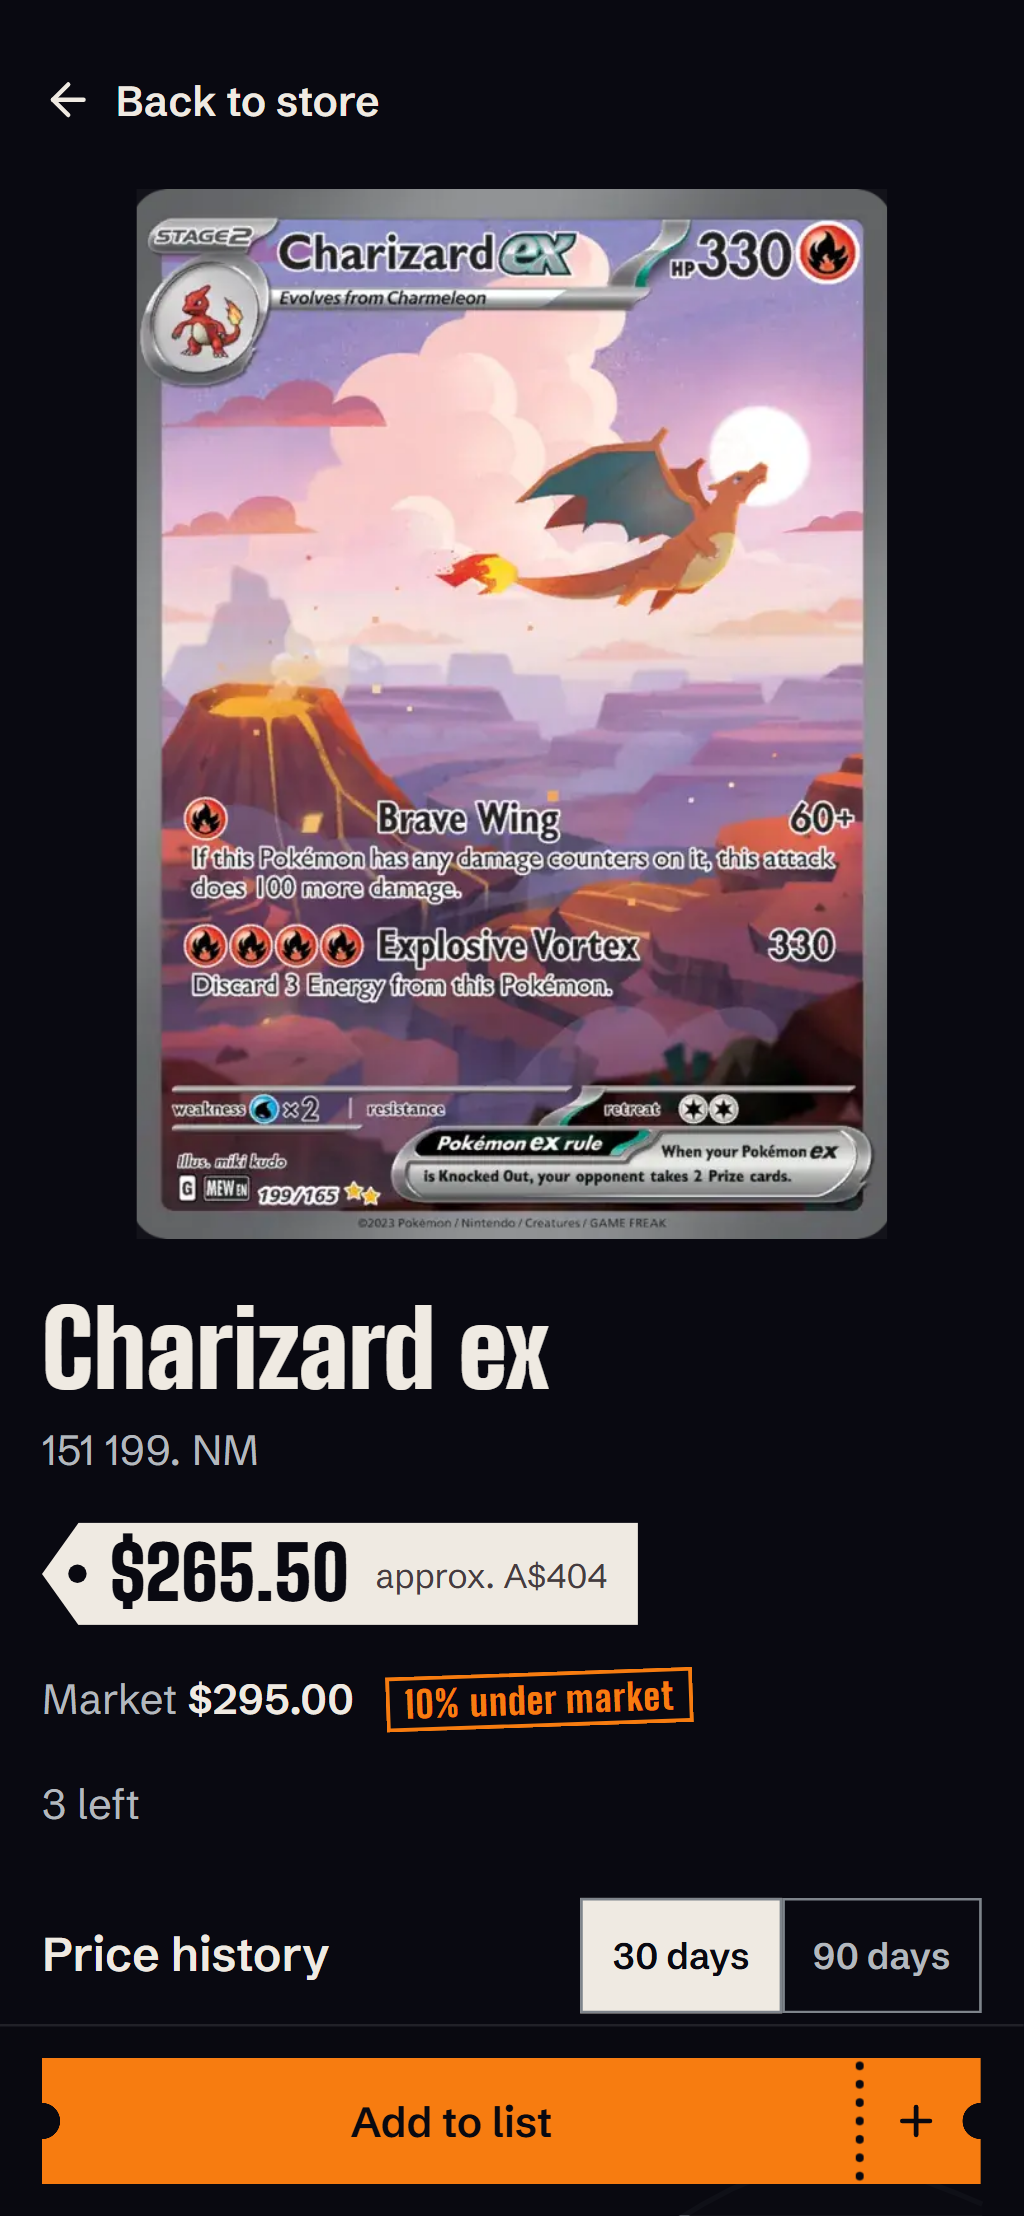 Back to store
STAGE2
Charizard ex
HP 330
Evolves from Charmeleon
Brave Wing 60+
If this Pokémon has any damage counters on it, this attack
does 100 more damage.
Explosive Vortex 330
Discard 3 Energy from this Pokémon.
weakness ×2 resistance retreat
Pokémon ex rule When your Pokémon ex
is Knocked Out, your opponent takes 2 Prize cards.
Illus. miki kudo
G MEW EN 199/165
©2023 Pokémon / Nintendo / Creatures / GAME FREAK
Charizard ex
151 199. NM
$265.50 approx. A$404
Market $295.00 10% under market
3 left
Price history 30 days 90 days
Add to list +